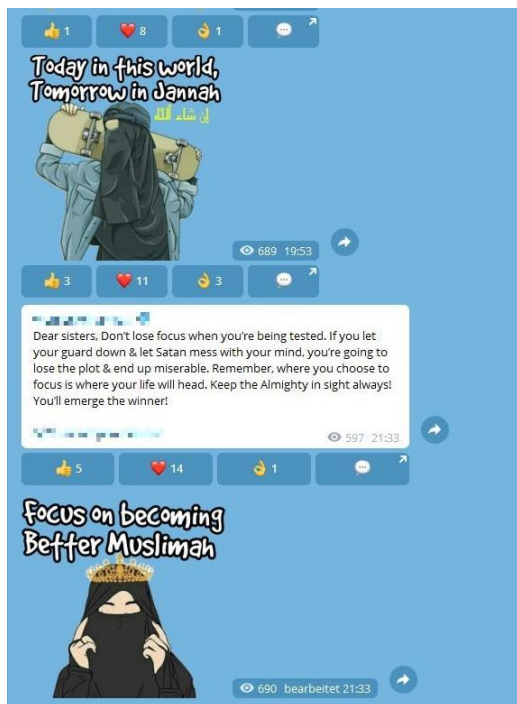 1 8 1
Today in this world,
Tomorrow in Jannah
إن شاء الله
689 19:53
3 11 3
Dear sisters, Don't lose focus when you're being tested. If you let
your guard down & let Satan mess with your mind, you're going to
lose the plot & end up miserable. Remember, where you choose to
focus is where your life will head. Keep the Almighty in sight always!
You'll emerge the winner!
597 21:33
5 14 1
Focus on becoming
Better Muslimah
690 bearbeitet 21:33